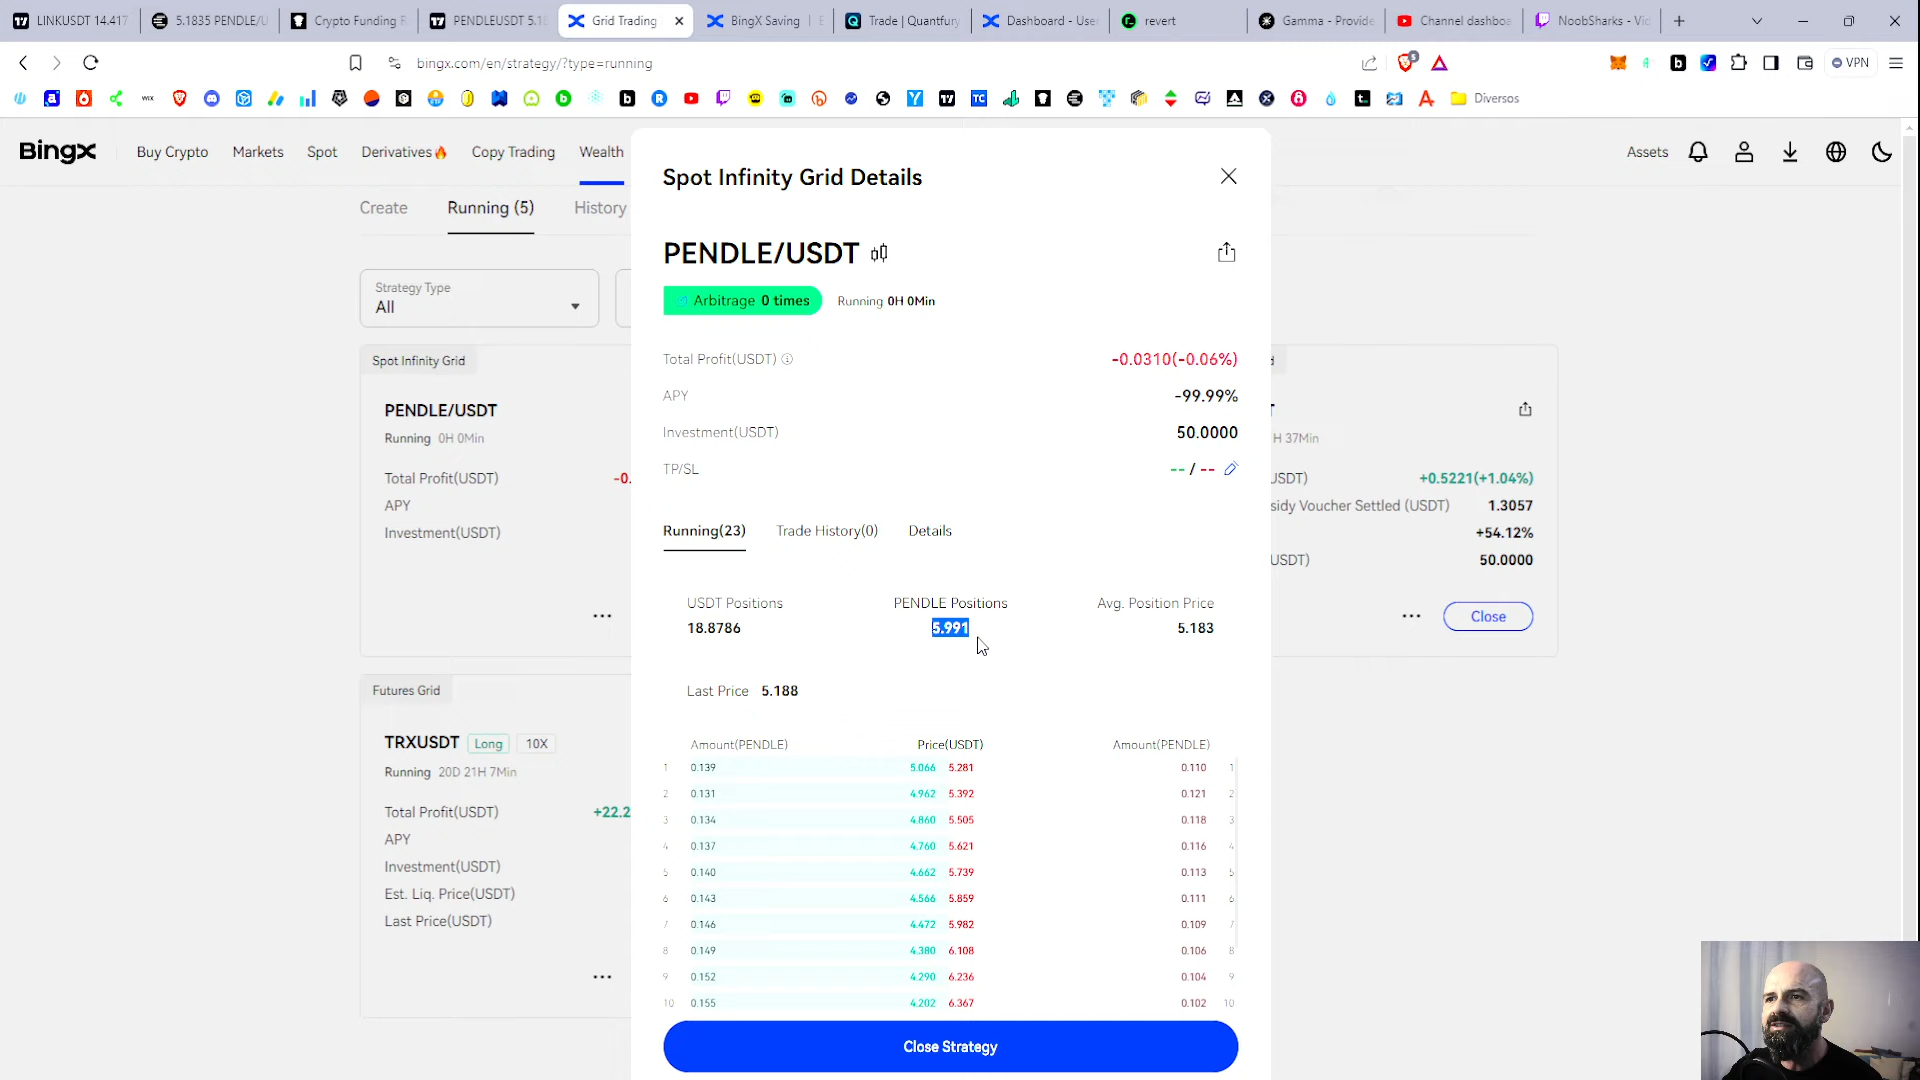 LINKUSDT 14.417
5.1835 PENDLE/U
Crypto Funding R
PENDLEUSDT 5.18
Grid Trading
BingX Saving | E
Trade | Quantfury
Dashboard - Use
revert
Gamma - Provide
Channel dashboa
NoobSharks - Vic
bingx.com/en/strategy/?type=running
VPN
Diversos
BingX
Buy Crypto
Markets
Spot
Derivatives
Copy Trading
Wealth
Assets
Create
Running (5)
History
Strategy Type
All
Spot Infinity Grid
PENDLE/USDT
Running 0H 0Min
Total Profit(USDT) -0.
APY
Investment(USDT)
Futures Grid
TRXUSDT Long 10X
Running 20D 21H 7Min
Total Profit(USDT) +22.2
APY
Investment(USDT)
Est. Liq. Price(USDT)
Last Price(USDT)
Spot Infinity Grid Details
PENDLE/USDT
Arbitrage 0 times Running 0H 0Min
Total Profit(USDT) -0.0310(-0.06%)
APY -99.99%
Investment(USDT) 50.0000
TP/SL -- / --
Running(23) Trade History(0) Details
USDT Positions PENDLE Positions Avg. Position Price
18.8786 5.991 5.183
Last Price 5.188
Amount(PENDLE) Price(USDT) Amount(PENDLE)
1 0.139 5.066 5.281 0.110 1
2 0.131 4.962 5.392 0.121 2
3 0.134 4.860 5.505 0.118 3
4 0.137 4.760 5.621 0.116 4
5 0.140 4.662 5.739 0.113 5
6 0.143 4.566 5.859 0.111 6
7 0.146 4.472 5.982 0.109 7
8 0.149 4.380 6.108 0.106 8
9 0.152 4.290 6.236 0.104 9
10 0.155 4.202 6.367 0.102 10
Close Strategy
d
T
H 37Min
USDT) +0.5221(+1.04%)
sidy Voucher Settled (USDT) 1.3057
+54.12%
USDT) 50.0000
Close